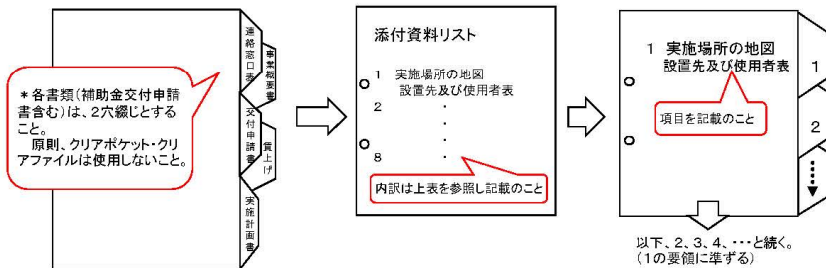 連絡窓口表
事業概要書
交付申請書
賃上げ
実施計画書
＊各書類（補助金交付申請
書含む）は、2穴綴じとする
こと。
原則、クリアポケット・クリ
アファイルは使用しないこと。
添付資料リスト
1 実施場所の地図
設置先及び使用者表
2 ・
・
・
8 ・
内訳は上表を参照し記載のこと
1 実施場所の地図
設置先及び使用者表
項目を記載のこと
1
2
以下、2、3、4、・・・と続く。
（1の要領に準ずる）